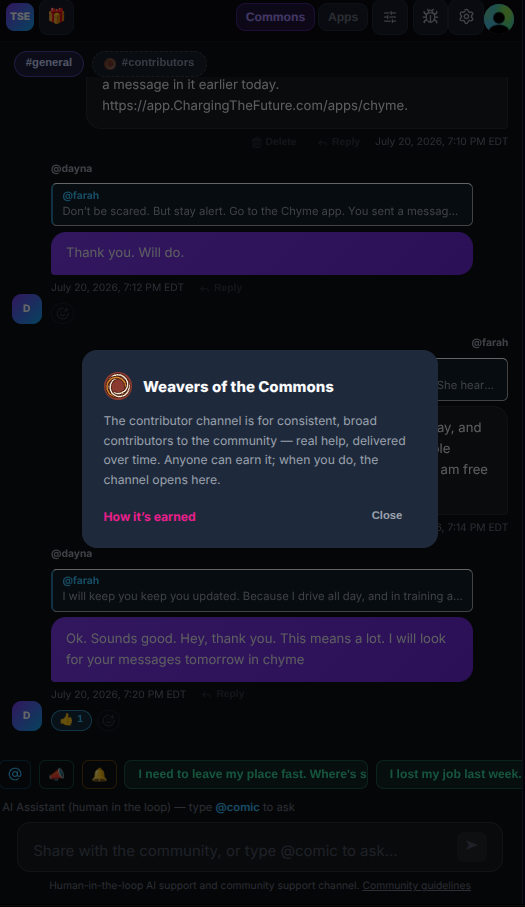 TSE
Commons
Apps
#general
#contributors
a message in it earlier today.
https://app.ChargingTheFuture.com/apps/chyme.
Delete
Reply
July 20, 2026, 7:10 PM EDT
@dayna
@farah
Don't be scared. But stay alert. Go to the Chyme app. You sent a messag...
Thank you. Will do.
July 20, 2026, 7:12 PM EDT
Reply
D
@farah
She hear...
ay, and
am free
, 7:14 PM EDT
Weavers of the Commons
The contributor channel is for consistent, broad
contributors to the community — real help, delivered
over time. Anyone can earn it; when you do, the
channel opens here.
How it's earned
Close
@dayna
@farah
I will keep you keep you updated. Because I drive all day, and in training a...
Ok. Sounds good. Hey, thank you. This means a lot. I will look
for your messages tomorrow in chyme
July 20, 2026, 7:20 PM EDT
Reply
D
1
@
I need to leave my place fast. Where's s
I lost my job last week.
AI Assistant (human in the loop) — type @comic to ask
Share with the community, or type @comic to ask...
Human-in-the-loop AI support and community support channel. Community guidelines